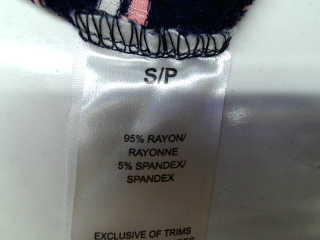 S/P
95% RAYON/
RAYONNE
5% SPANDEX/
SPANDEX
EXCLUSIVE OF TRIMS